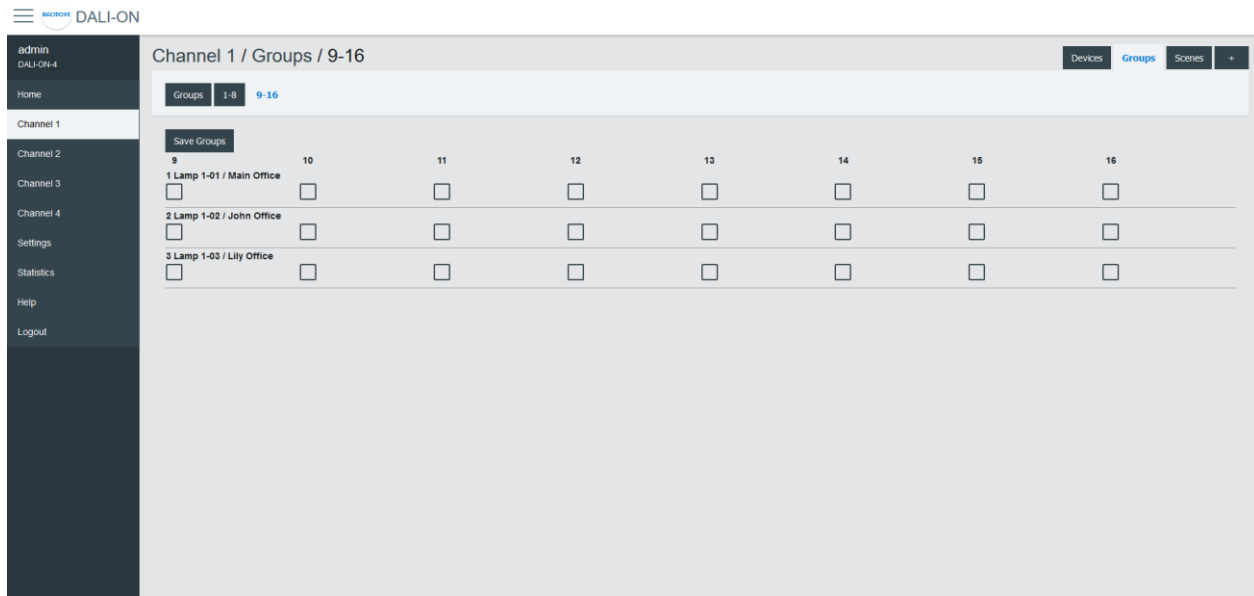 DALI-ON
admin
DALI-ON-4
Home
Channel 1
Channel 2
Channel 3
Channel 4
Settings
Statistics
Help
Logout
Channel 1 / Groups / 9-16
Devices Groups Scenes +
Groups 1-8 9-16
Save Groups
9 10 11 12 13 14 15 16
1 Lamp 1-01 / Main Office
2 Lamp 1-02 / John Office
3 Lamp 1-03 / Lily Office